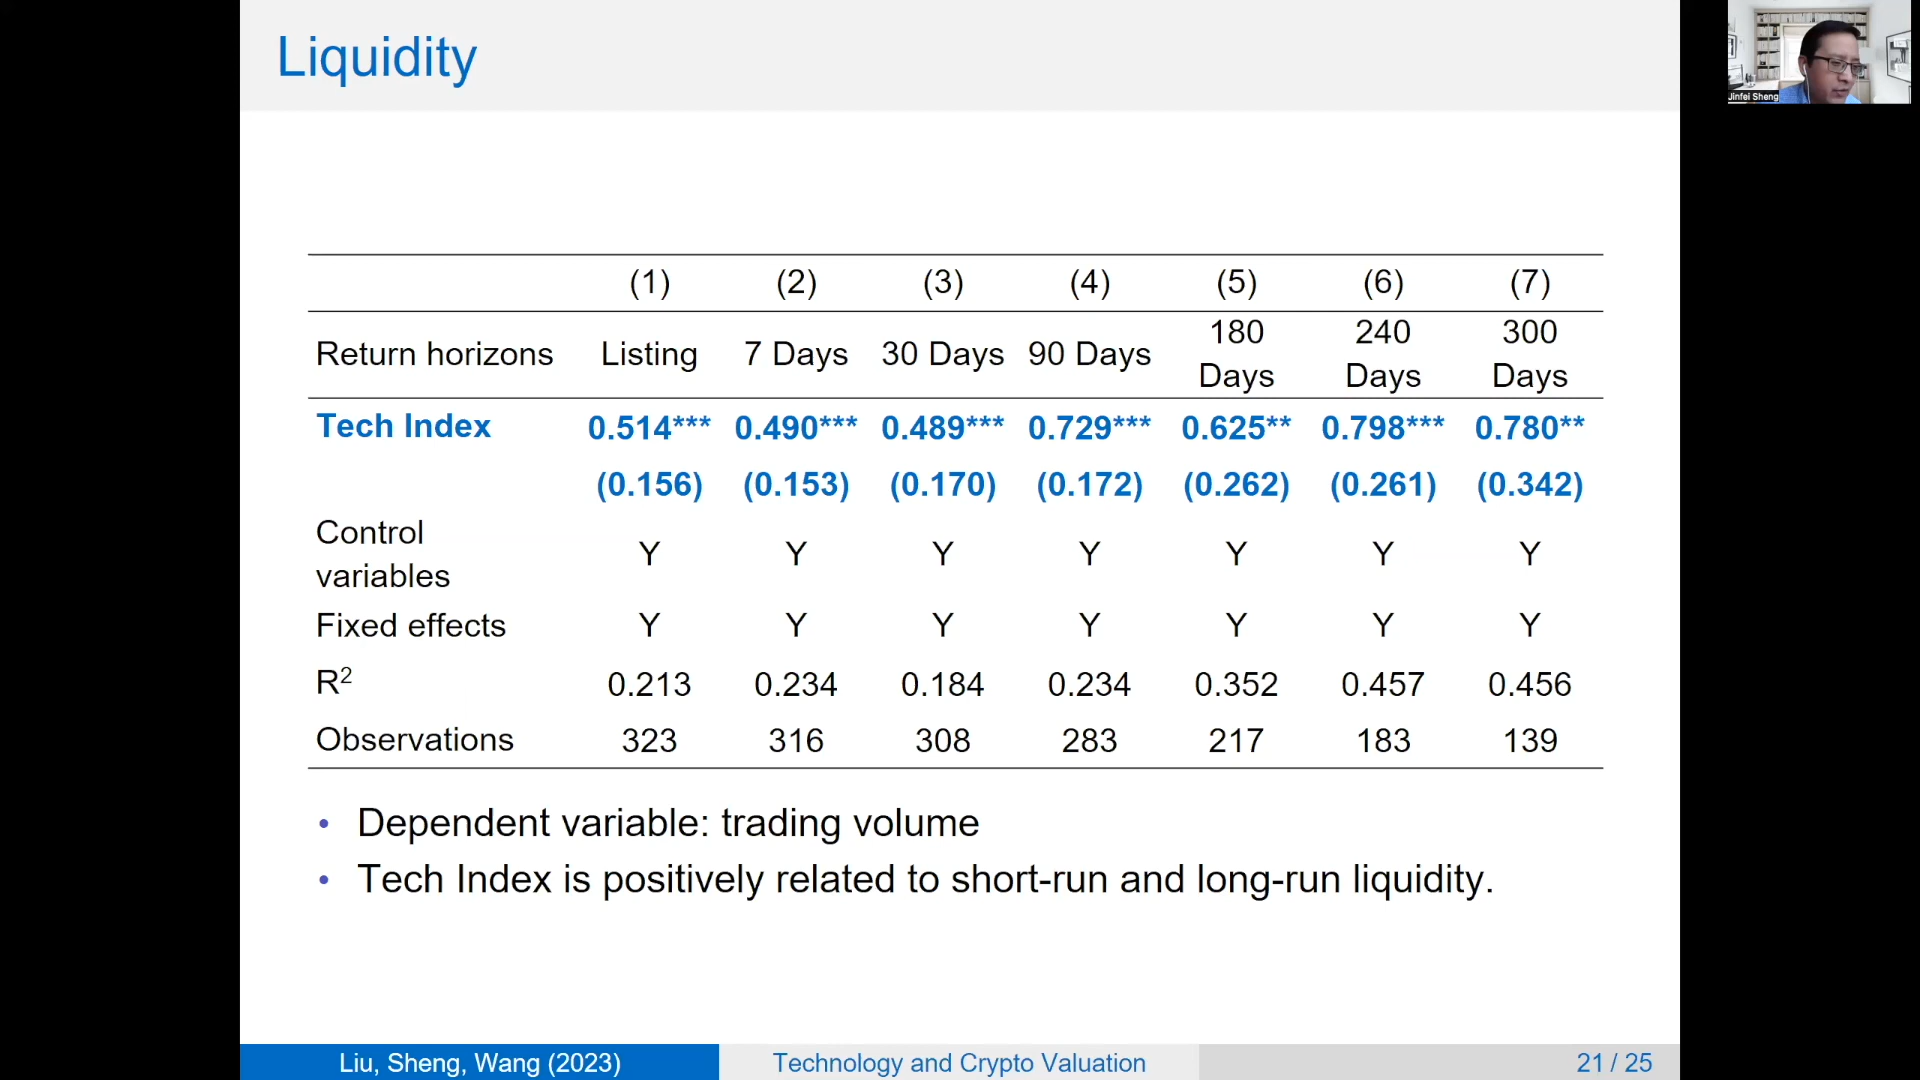 Liquidity
Jinfei Sheng
(1) (2) (3) (4) (5) (6) (7)
Return horizons Listing 7 Days 30 Days 90 Days 180 Days 240 Days 300 Days
Tech Index 0.514*** 0.490*** 0.489*** 0.729*** 0.625** 0.798*** 0.780**
(0.156) (0.153) (0.170) (0.172) (0.262) (0.261) (0.342)
Control variables Y Y Y Y Y Y Y
Fixed effects Y Y Y Y Y Y Y
R² 0.213 0.234 0.184 0.234 0.352 0.457 0.456
Observations 323 316 308 283 217 183 139
• Dependent variable: trading volume
• Tech Index is positively related to short-run and long-run liquidity.
Liu, Sheng, Wang (2023) Technology and Crypto Valuation 21 / 25